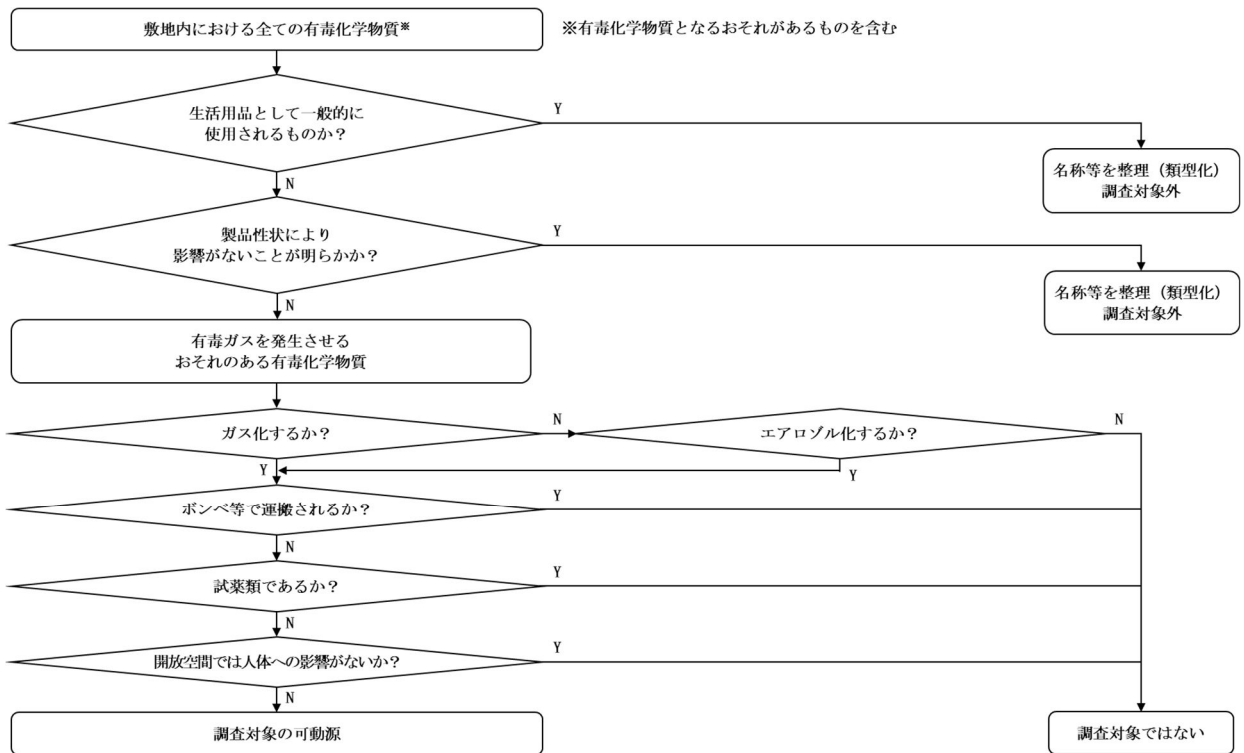 敷地内における全ての有毒化学物質※
※有毒化学物質となるおそれがあるものを含む
生活用品として一般的に
使用されるものか？
Y
N
名称等を整理（類型化）
調査対象外
製品性状により
影響がないことが明らかか？
Y
N
名称等を整理（類型化）
調査対象外
有毒ガスを発生させる
おそれのある有毒化学物質
ガス化するか？
N
エアロゾル化するか？
N
Y
Y
ボンベ等で運搬されるか？
Y
N
試薬類であるか？
Y
N
開放空間では人体への影響がないか？
Y
N
調査対象の可動源
調査対象ではない